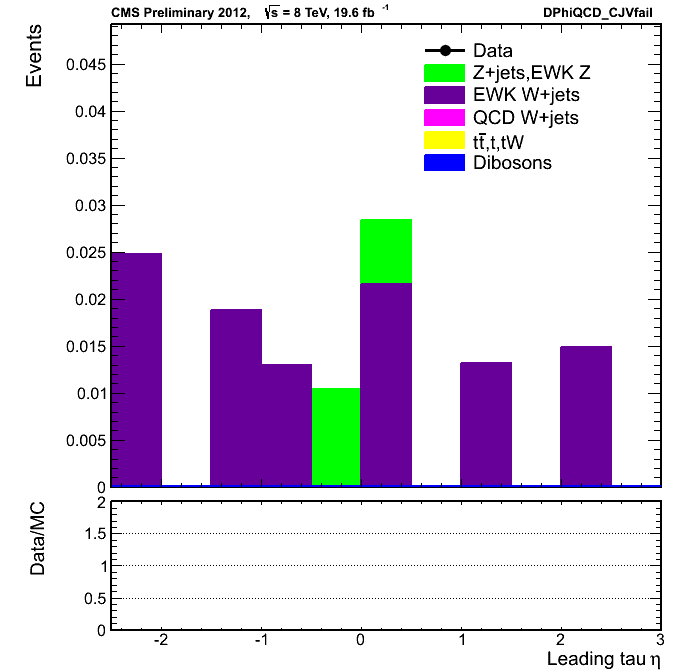 CMS Preliminary 2012, √s = 8 TeV, 19.6 fb⁻¹ DPhiQCD_CJVfail
Events
0.045
0.04
0.035
0.03
0.025
0.02
0.015
0.01
0.005
0
Data
Z+jets,EWK Z
EWK W+jets
QCD W+jets
tt̄,t,tW
Dibosons
Data/MC
2
1.5
1
0.5
0
-2 -1 0 1 2 3
Leading tau η